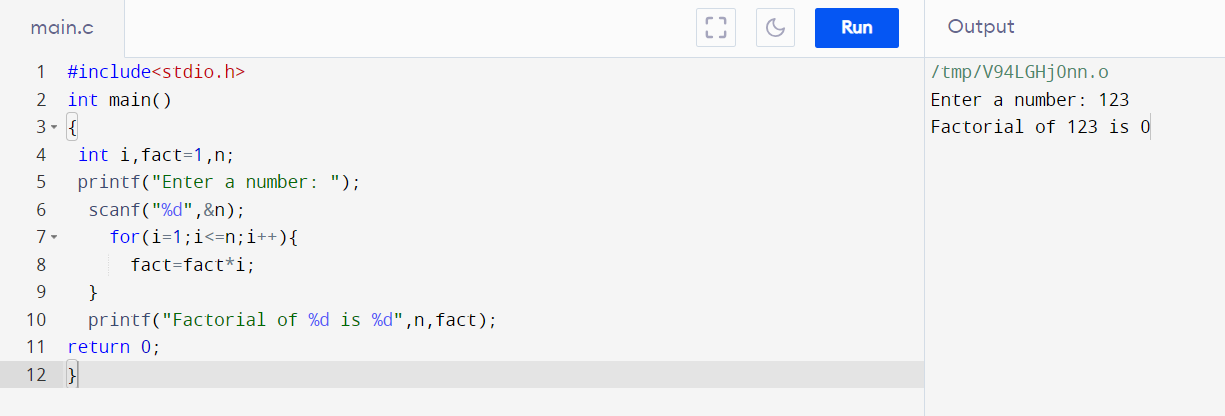 main.c
Run
Output
1 #include<stdio.h>
2 int main()
3 {
4 int i,fact=1,n;
5 printf("Enter a number: ");
6 scanf("%d",&n);
7 for(i=1;i<=n;i++){
8 fact=fact*i;
9 }
10 printf("Factorial of %d is %d",n,fact);
11 return 0;
12 }
/tmp/V94LGHj0nn.o
Enter a number: 123
Factorial of 123 is 0